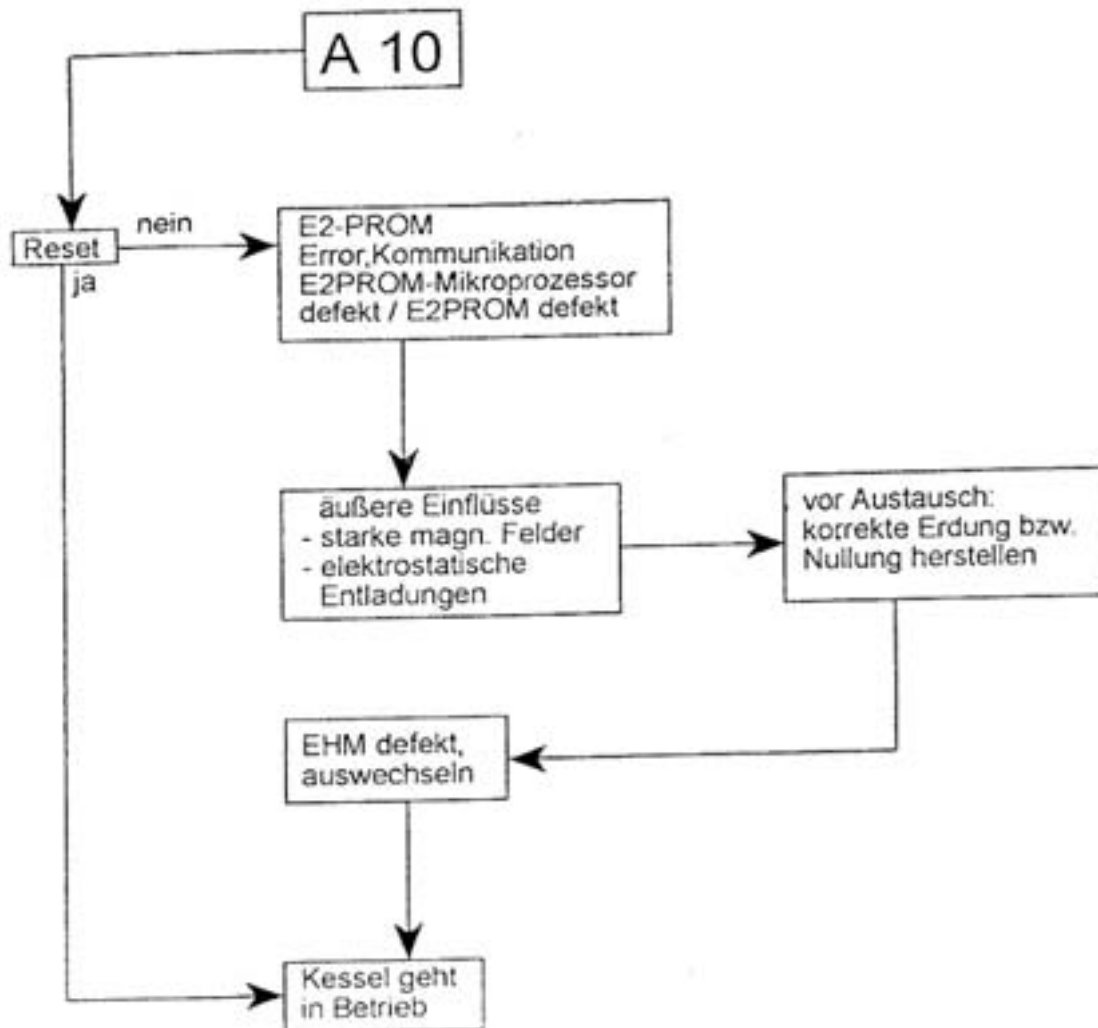 A 10
nein
Reset
ja
E2-PROM
Error,Kommunikation
E2PROM-Mikroprozessor
defekt / E2PROM defekt
äußere Einflüsse
- starke magn. Felder
- elektrostatische
Entladungen
vor Austausch:
korrekte Erdung bzw.
Nullung herstellen
EHM defekt,
auswechseln
Kessel geht
in Betrieb